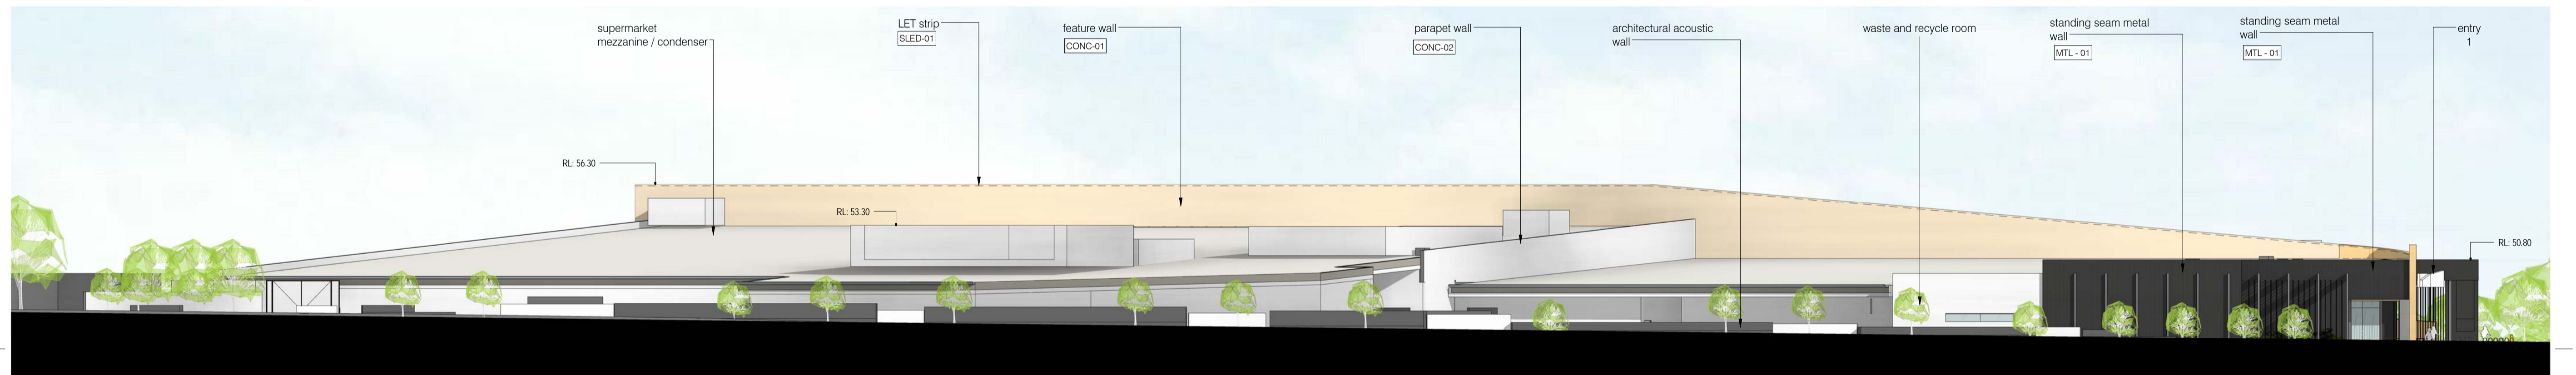 supermarket
mezzanine / condenser
LET strip
SLED-01
feature wall
CONC-01
parapet wall
CONC-02
architectural acoustic
wall
waste and recycle room
standing seam metal
wall
MTL - 01
standing seam metal
wall
MTL - 01
entry
1
RL: 56.30
RL: 53.30
RL: 50.80